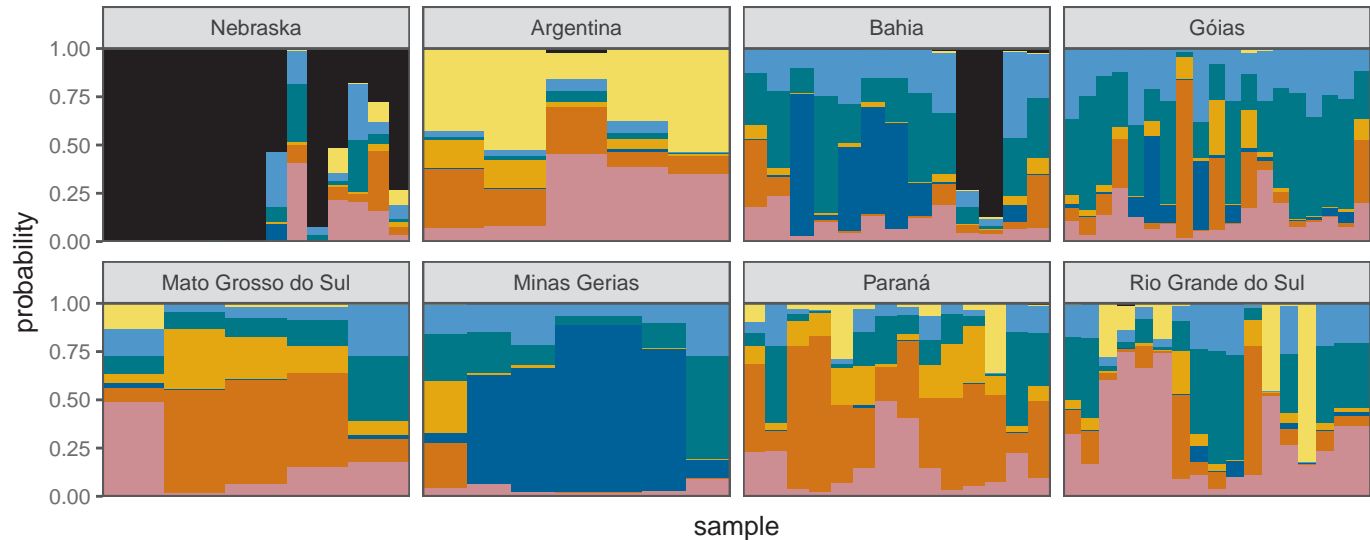 Nebraska Argentina Bahia Góias
1.00
0.75
0.50
0.25
0.00
probability
Mato Grosso do Sul Minas Gerias Paraná Rio Grande do Sul
1.00
0.75
0.50
0.25
0.00
sample